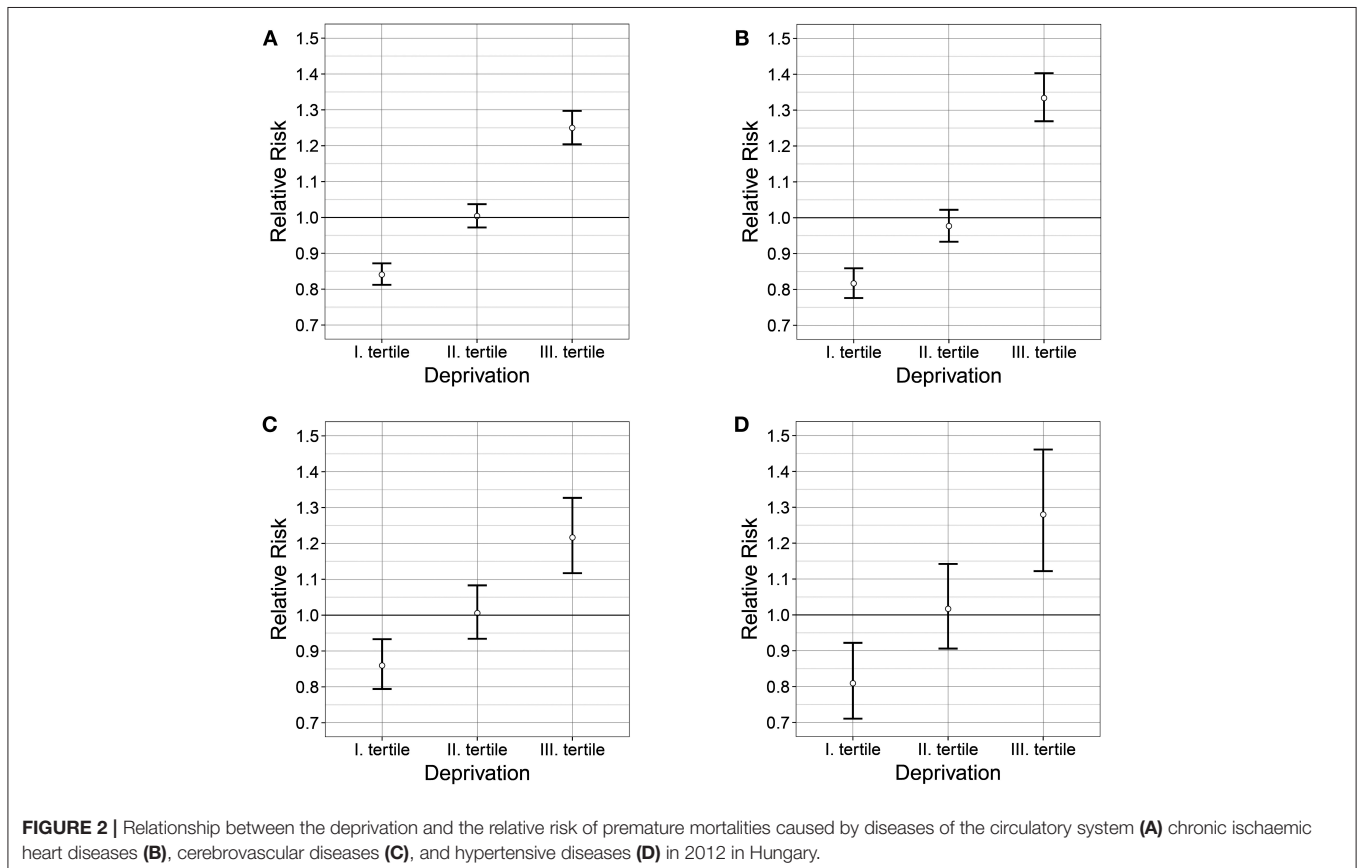 A
1.5
1.4
1.3
1.2
1.1
1.0
0.9
0.8
0.7
Relative Risk
I. tertile II. tertile III. tertile
Deprivation
B
1.5
1.4
1.3
1.2
1.1
1.0
0.9
0.8
0.7
Relative Risk
I. tertile II. tertile III. tertile
Deprivation
C
1.5
1.4
1.3
1.2
1.1
1.0
0.9
0.8
0.7
Relative Risk
I. tertile II. tertile III. tertile
Deprivation
D
1.5
1.4
1.3
1.2
1.1
1.0
0.9
0.8
0.7
Relative Risk
I. tertile II. tertile III. tertile
Deprivation
FIGURE 2 | Relationship between the deprivation and the relative risk of premature mortalities caused by diseases of the circulatory system (A) chronic ischaemic
heart diseases (B), cerebrovascular diseases (C), and hypertensive diseases (D) in 2012 in Hungary.